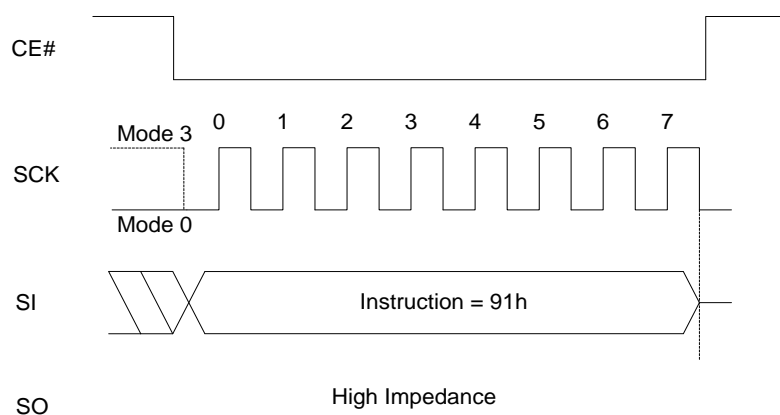 CE#
0 1 2 3 4 5 6 7
Mode 3
SCK
Mode 0
SI
Instruction = 91h
SO
High Impedance